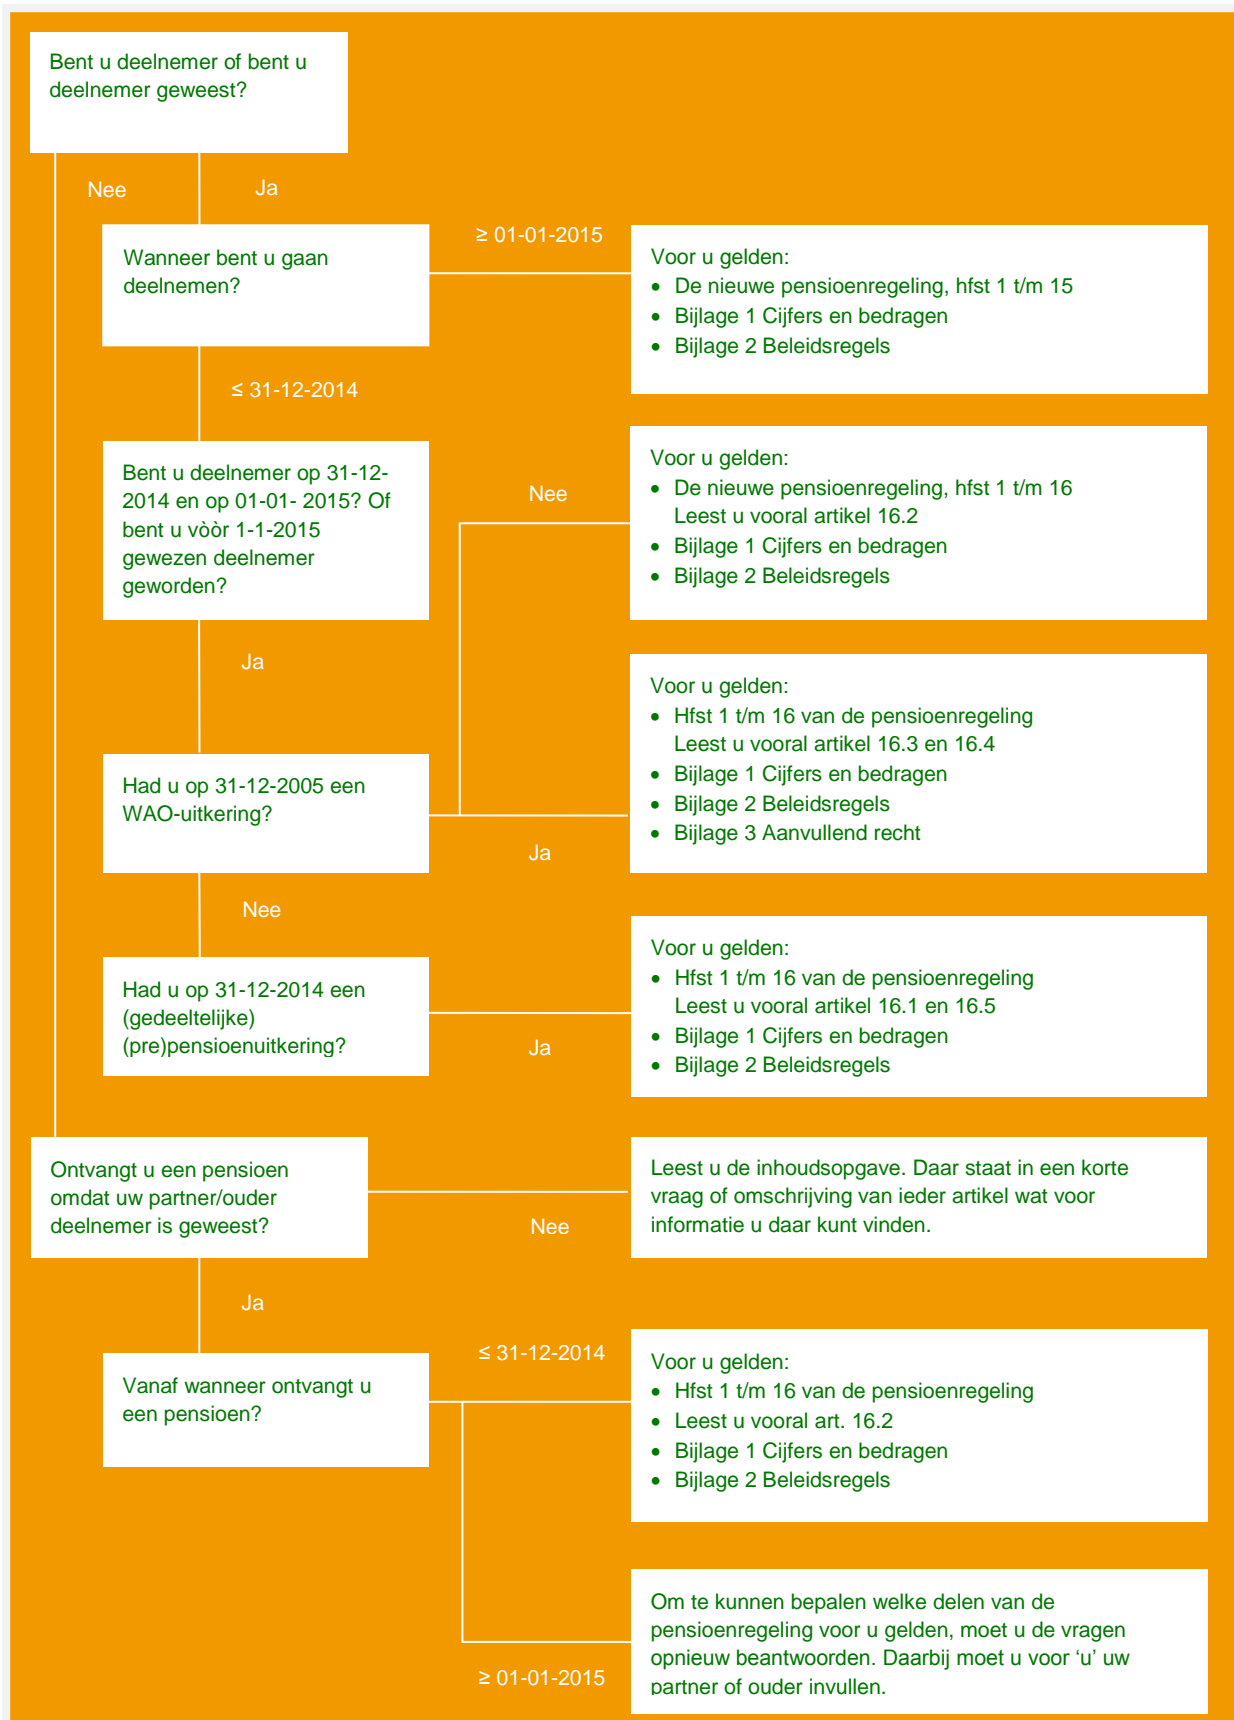 Bent u deelnemer of bent u
deelnemer geweest?
Nee
Ja
Wanneer bent u gaan
deelnemen?
≥ 01-01-2015
Voor u gelden:
• De nieuwe pensioenregeling, hfst 1 t/m 15
• Bijlage 1 Cijfers en bedragen
• Bijlage 2 Beleidsregels
≤ 31-12-2014
Bent u deelnemer op 31-12-
2014 en op 01-01- 2015? Of
bent u vòòr 1-1-2015
gewezen deelnemer
geworden?
Nee
Voor u gelden:
• De nieuwe pensioenregeling, hfst 1 t/m 16
Leest u vooral artikel 16.2
• Bijlage 1 Cijfers en bedragen
• Bijlage 2 Beleidsregels
Ja
Had u op 31-12-2005 een
WAO-uitkering?
Ja
Voor u gelden:
• Hfst 1 t/m 16 van de pensioenregeling
Leest u vooral artikel 16.3 en 16.4
• Bijlage 1 Cijfers en bedragen
• Bijlage 2 Beleidsregels
• Bijlage 3 Aanvullend recht
Nee
Had u op 31-12-2014 een
(gedeeltelijke)
(pre)pensioenuitkering?
Ja
Voor u gelden:
• Hfst 1 t/m 16 van de pensioenregeling
Leest u vooral artikel 16.1 en 16.5
• Bijlage 1 Cijfers en bedragen
• Bijlage 2 Beleidsregels
Ontvangt u een pensioen
omdat uw partner/ouder
deelnemer is geweest?
Nee
Leest u de inhoudsopgave. Daar staat in een korte
vraag of omschrijving van ieder artikel wat voor
informatie u daar kunt vinden.
Ja
Vanaf wanneer ontvangt u
een pensioen?
≤ 31-12-2014
Voor u gelden:
• Hfst 1 t/m 16 van de pensioenregeling
• Leest u vooral art. 16.2
• Bijlage 1 Cijfers en bedragen
• Bijlage 2 Beleidsregels
≥ 01-01-2015
Om te kunnen bepalen welke delen van de
pensioenregeling voor u gelden, moet u de vragen
opnieuw beantwoorden. Daarbij moet u voor ‘u’ uw
partner of ouder invullen.